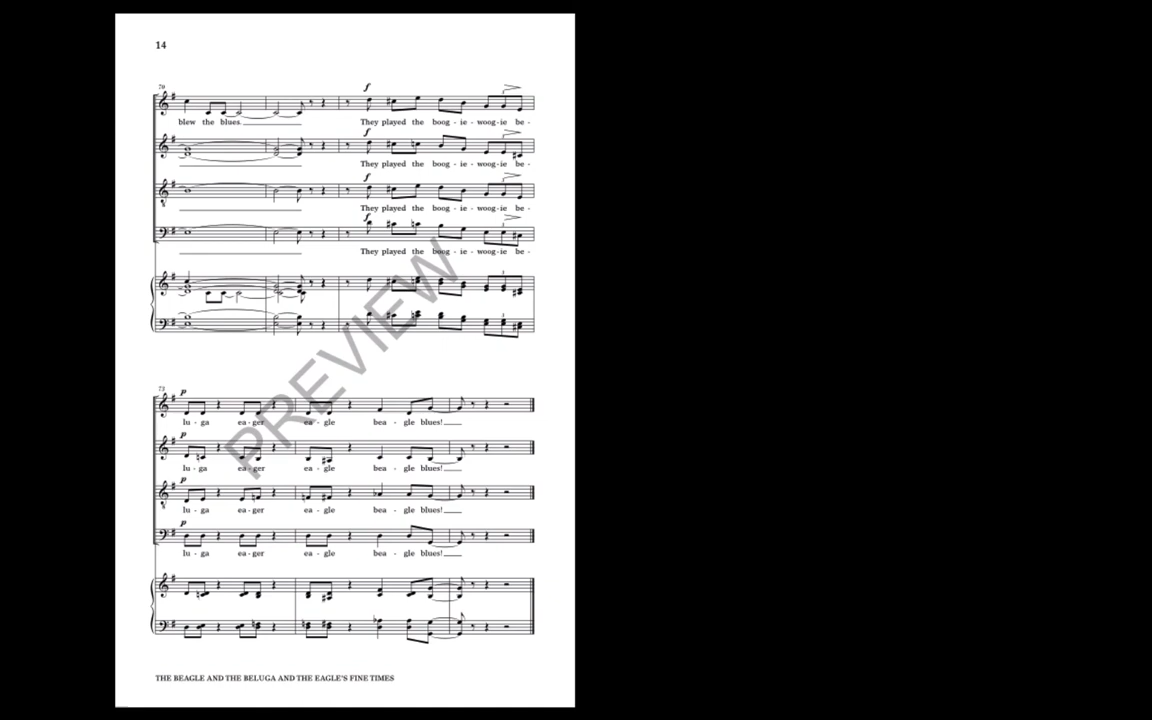 14
70
f
blew the blues.
They played the boog - ie - woog - ie be -
f
They played the boog - ie - woog - ie be -
f
They played the boog - ie - woog - ie be -
f
They played the boog - ie - woog - ie be -
PREVIEW
73
p
lu - ga ea - ger ea - gle bea - gle blues!
p
lu - ga ea - ger ea - gle bea - gle blues!
p
lu - ga ea - ger ea - gle bea - gle blues!
p
lu - ga ea - ger ea - gle bea - gle blues!
THE BEAGLE AND THE BELUGA AND THE EAGLE'S FINE TIMES